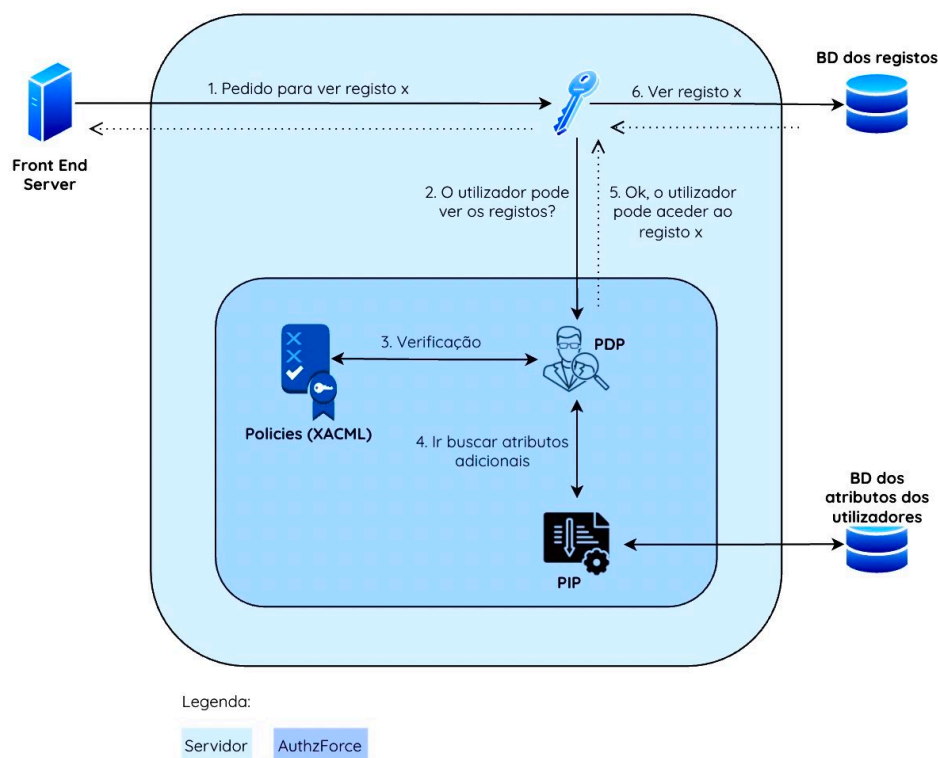 BD dos registos
1. Pedido para ver registo x
6. Ver registo x
Front End
Server
2. O utilizador pode
ver os registos?
5. Ok, o utilizador
pode aceder ao
registo x
3. Verificação
PDP
Policies (XACML)
4. Ir buscar atributos
adicionais
BD dos
atributos dos
utilizadores
PIP
Legenda:
Servidor
AuthzForce